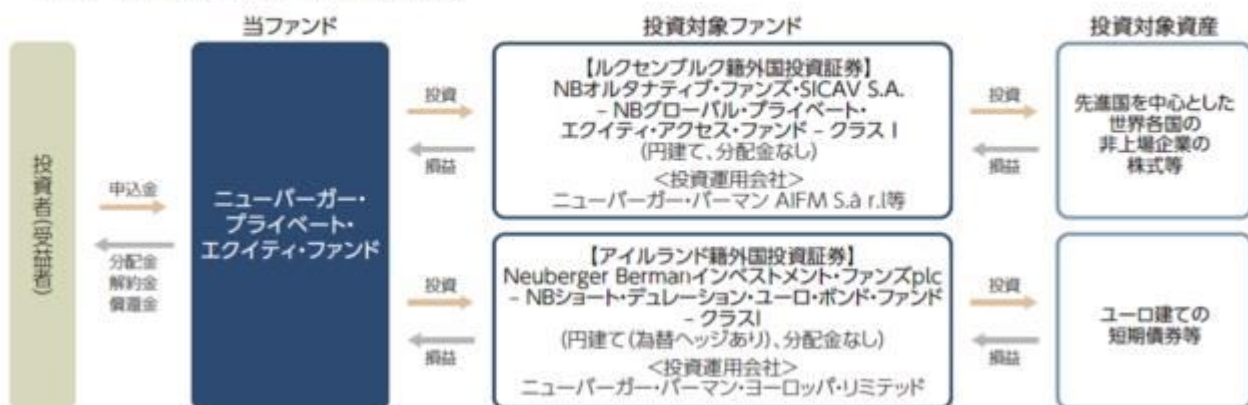 当ファンド
投資対象ファンド
投資対象資産
投資者(受益者)
申込金
分配金
解約金
償還金
ニューバーガー・
プライベート・
エクイティ・ファンド
投資
損益
【ルクセンブルク籍外国投資証券】
NBオルタナティブ・ファンズ・SICAV S.A.
– NBグローバル・プライベート・
エクイティ・アクセス・ファンド – クラス I
(円建て、分配金なし)
<投資運用会社>
ニューバーガー・バーマン AIFM S.à r.l等
投資
損益
先進国を中心とした
世界各国の
非上場企業の
株式等
投資
損益
【アイルランド籍外国投資証券】
Neuberger Bermanインベストメント・ファンズplc
– NBショート・デュレーション・ユーロ・ボンド・ファンド
– クラスI
(円建て(為替ヘッジあり)、分配金なし)
<投資運用会社>
ニューバーガー・バーマン・ヨーロッパ・リミテッド
投資
損益
ユーロ建ての
短期債券等